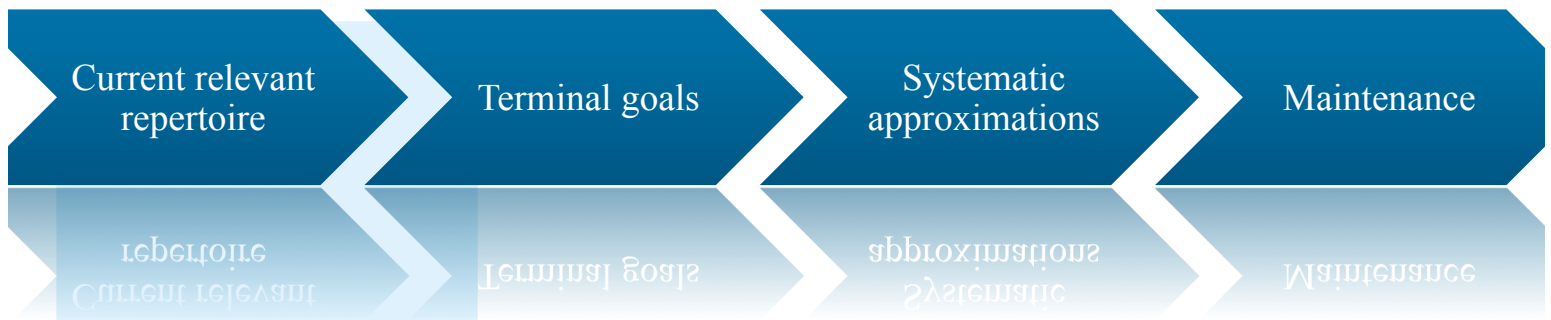 Current relevant
repertoire
Terminal goals
Systematic
approximations
Maintenance